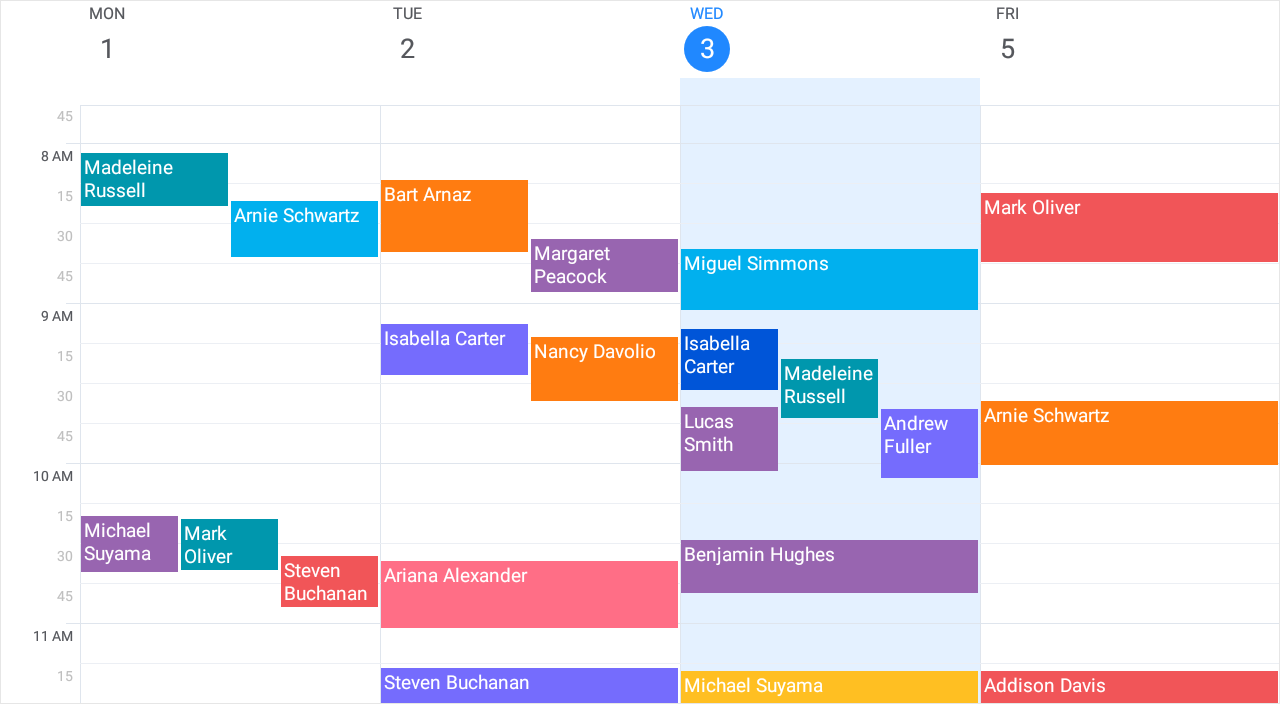 MON
TUE
WED
FRI
1
2
3
5
45
8 AM
15
30
45
9 AM
15
30
45
10 AM
15
30
45
11 AM
15
Madeleine
Russell
Arnie Schwartz
Michael
Suyama
Mark
Oliver
Steven
Buchanan
Bart Arnaz
Margaret
Peacock
Isabella Carter
Nancy Davolio
Ariana Alexander
Steven Buchanan
Miguel Simmons
Isabella
Carter
Madeleine
Russell
Lucas
Smith
Andrew
Fuller
Benjamin Hughes
Michael Suyama
Mark Oliver
Arnie Schwartz
Addison Davis